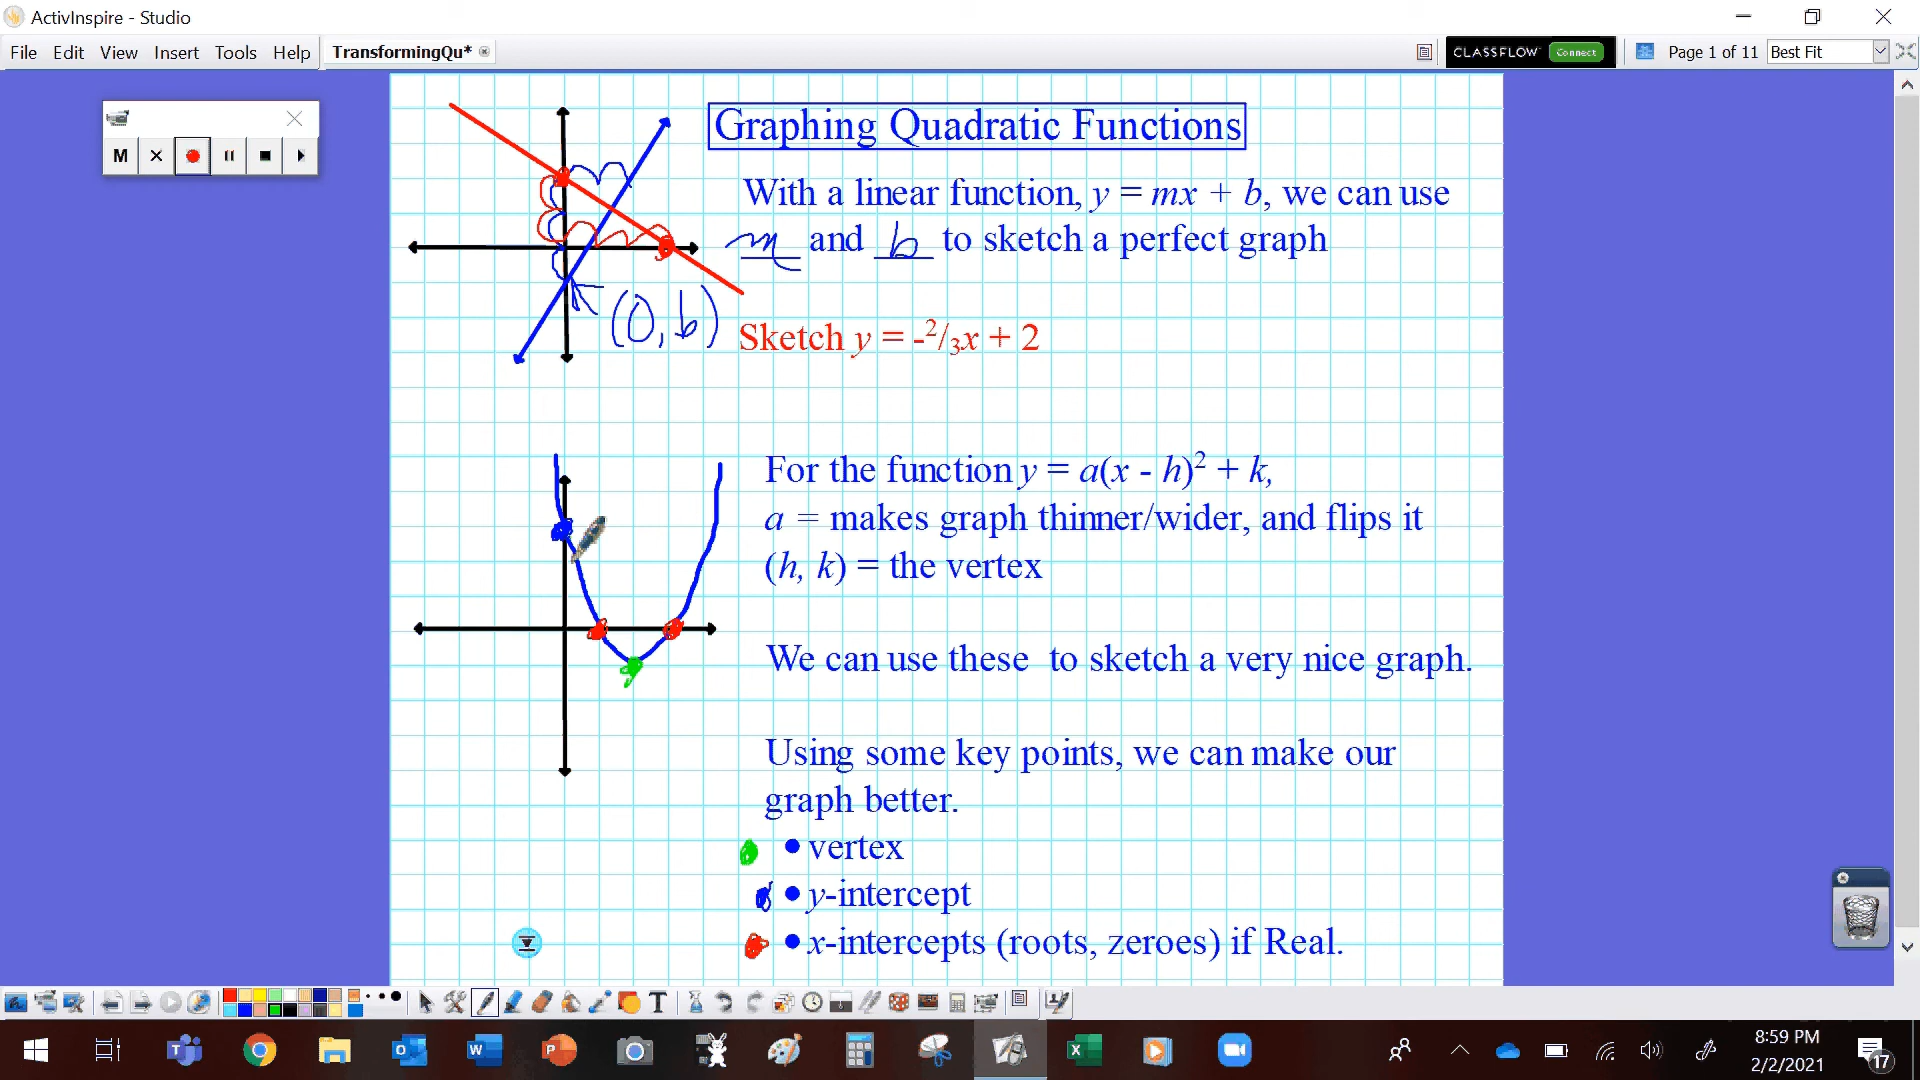 ActivInspire - Studio
File Edit View Insert Tools Help TransformingQu* CLASSFLOW Connect Page 1 of 11 Best Fit
M
Graphing Quadratic Functions
With a linear function, y = mx + b, we can use
m and b to sketch a perfect graph
(0, b)
Sketch y = -2/3x + 2
For the function y = a(x - h)² + k,
a = makes graph thinner/wider, and flips it
(h, k) = the vertex
We can use these to sketch a very nice graph.
Using some key points, we can make our
graph better.
• vertex
• y-intercept
• x-intercepts (roots, zeroes) if Real.
8:59 PM
2/2/2021
17